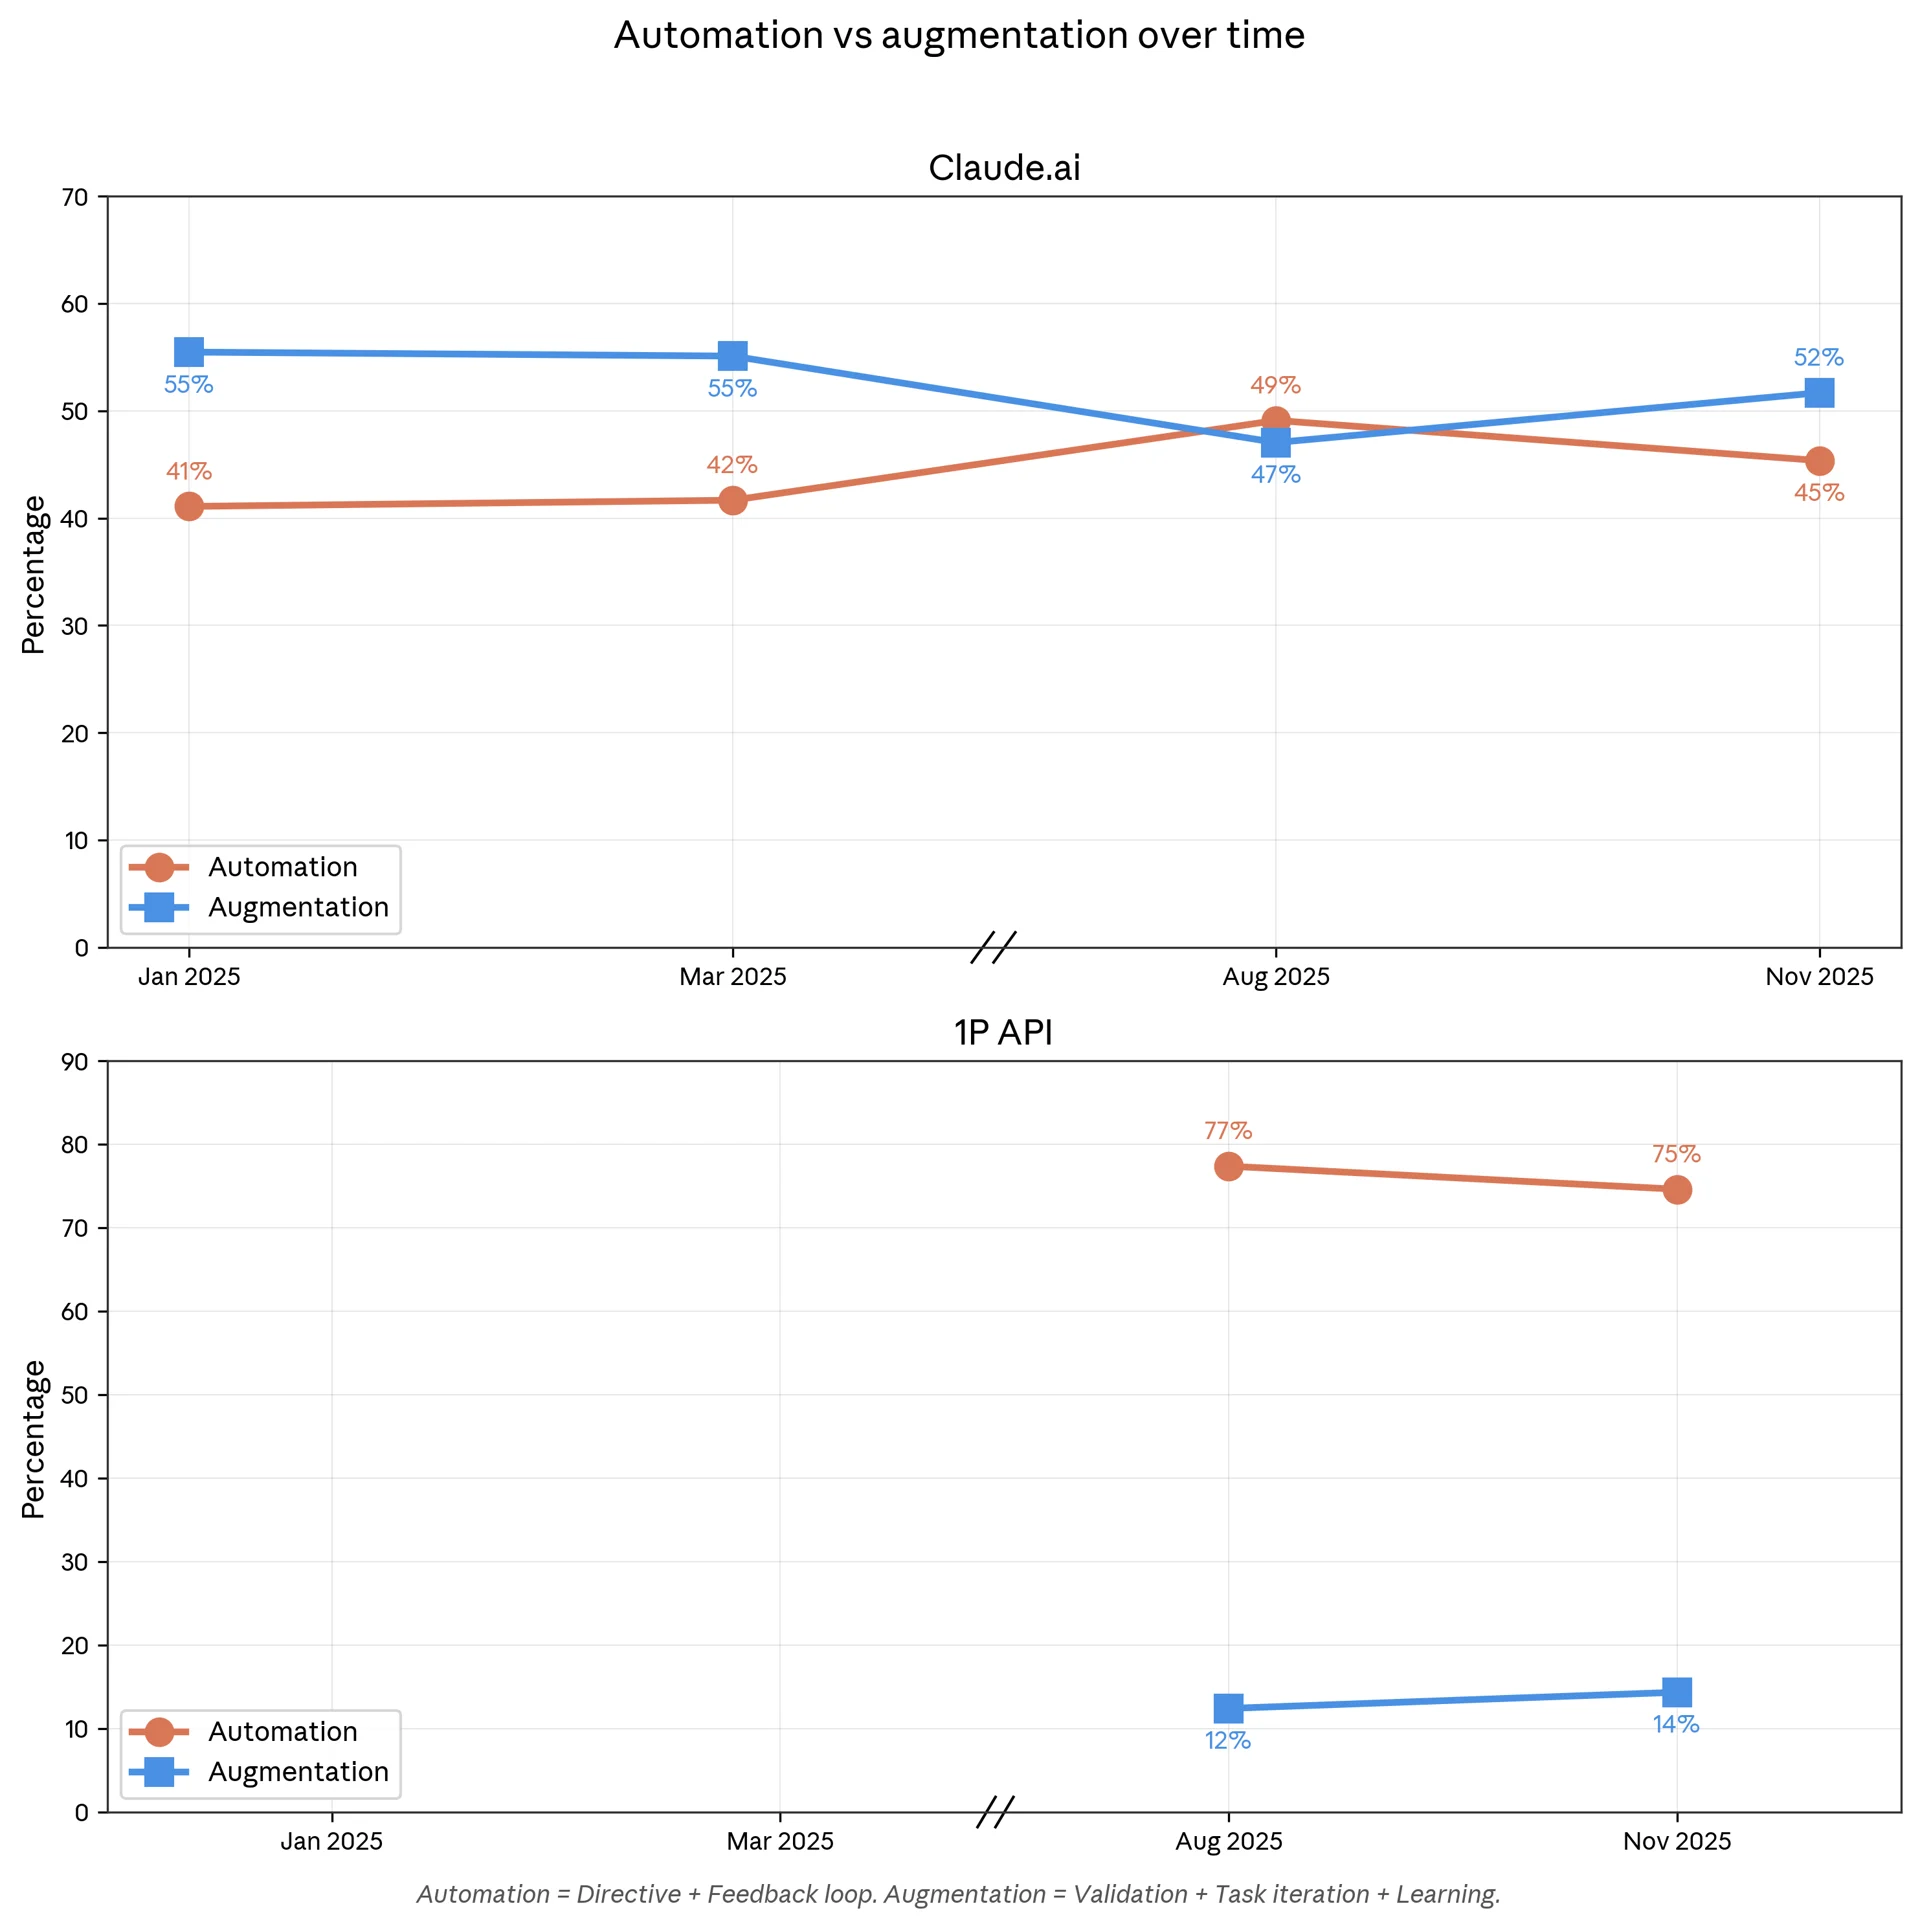 Automation vs augmentation over time
Claude.ai
70
60
50
40
30
20
10
0
Percentage
55%
55%
49%
52%
41%
42%
47%
45%
Automation
Augmentation
Jan 2025
Mar 2025
Aug 2025
Nov 2025
1P API
90
80
70
60
50
40
30
20
10
0
Percentage
77%
75%
12%
14%
Automation
Augmentation
Jan 2025
Mar 2025
Aug 2025
Nov 2025
Automation = Directive + Feedback loop. Augmentation = Validation + Task iteration + Learning.